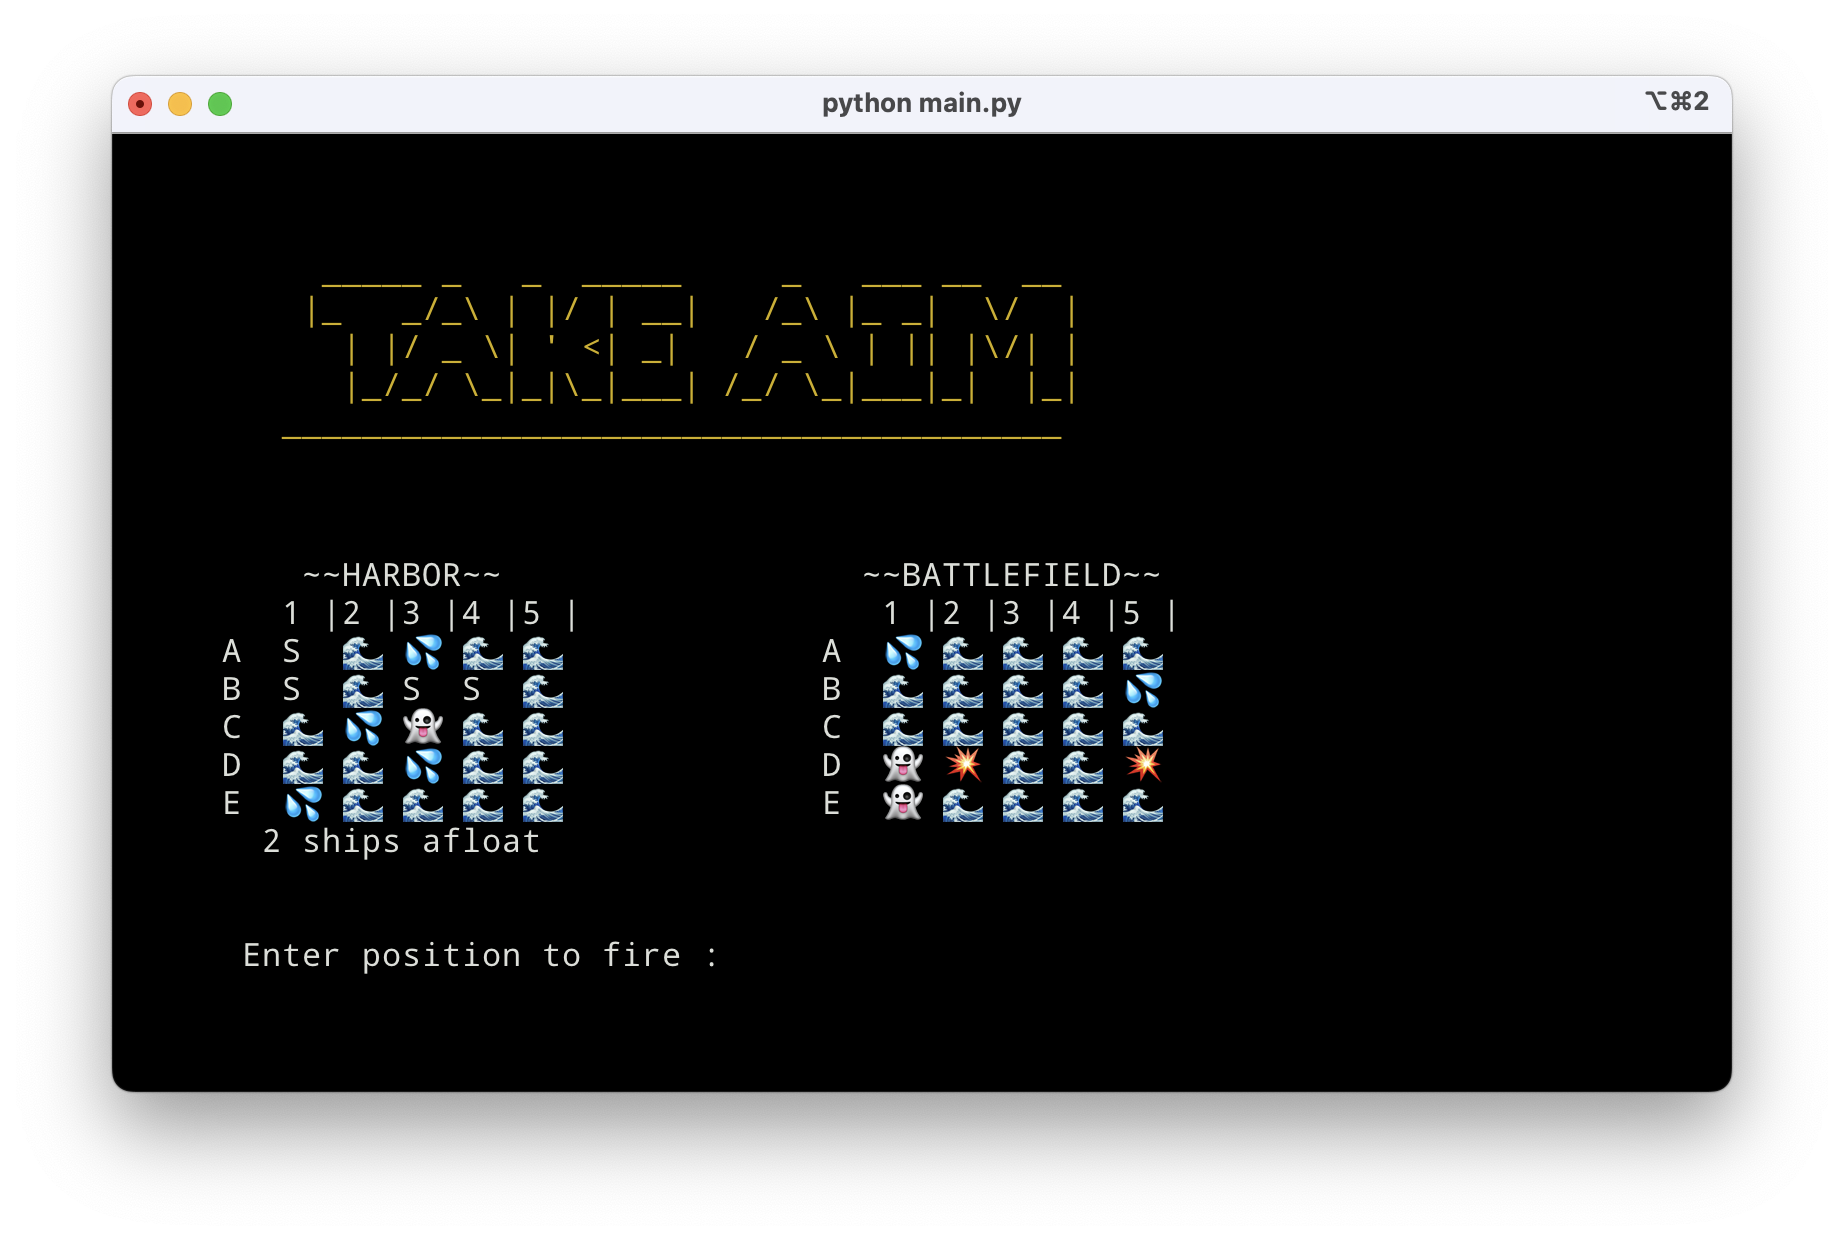 python main.py ⌥⌘2
TAKE AIM
~~HARBOR~~ ~~BATTLEFIELD~~
1 |2 |3 |4 |5 | 1 |2 |3 |4 |5 |
A S 🌊 💦 🌊 🌊 A 💦 🌊 🌊 🌊 🌊
B S 🌊 S S 🌊 B 🌊 🌊 🌊 🌊 💦
C 🌊 💦 👻 🌊 🌊 C 🌊 🌊 🌊 🌊 🌊
D 🌊 🌊 💦 🌊 🌊 D 👻 💥 🌊 🌊 💥
E 💦 🌊 🌊 🌊 🌊 E 👻 🌊 🌊 🌊 🌊
2 ships afloat
Enter position to fire :